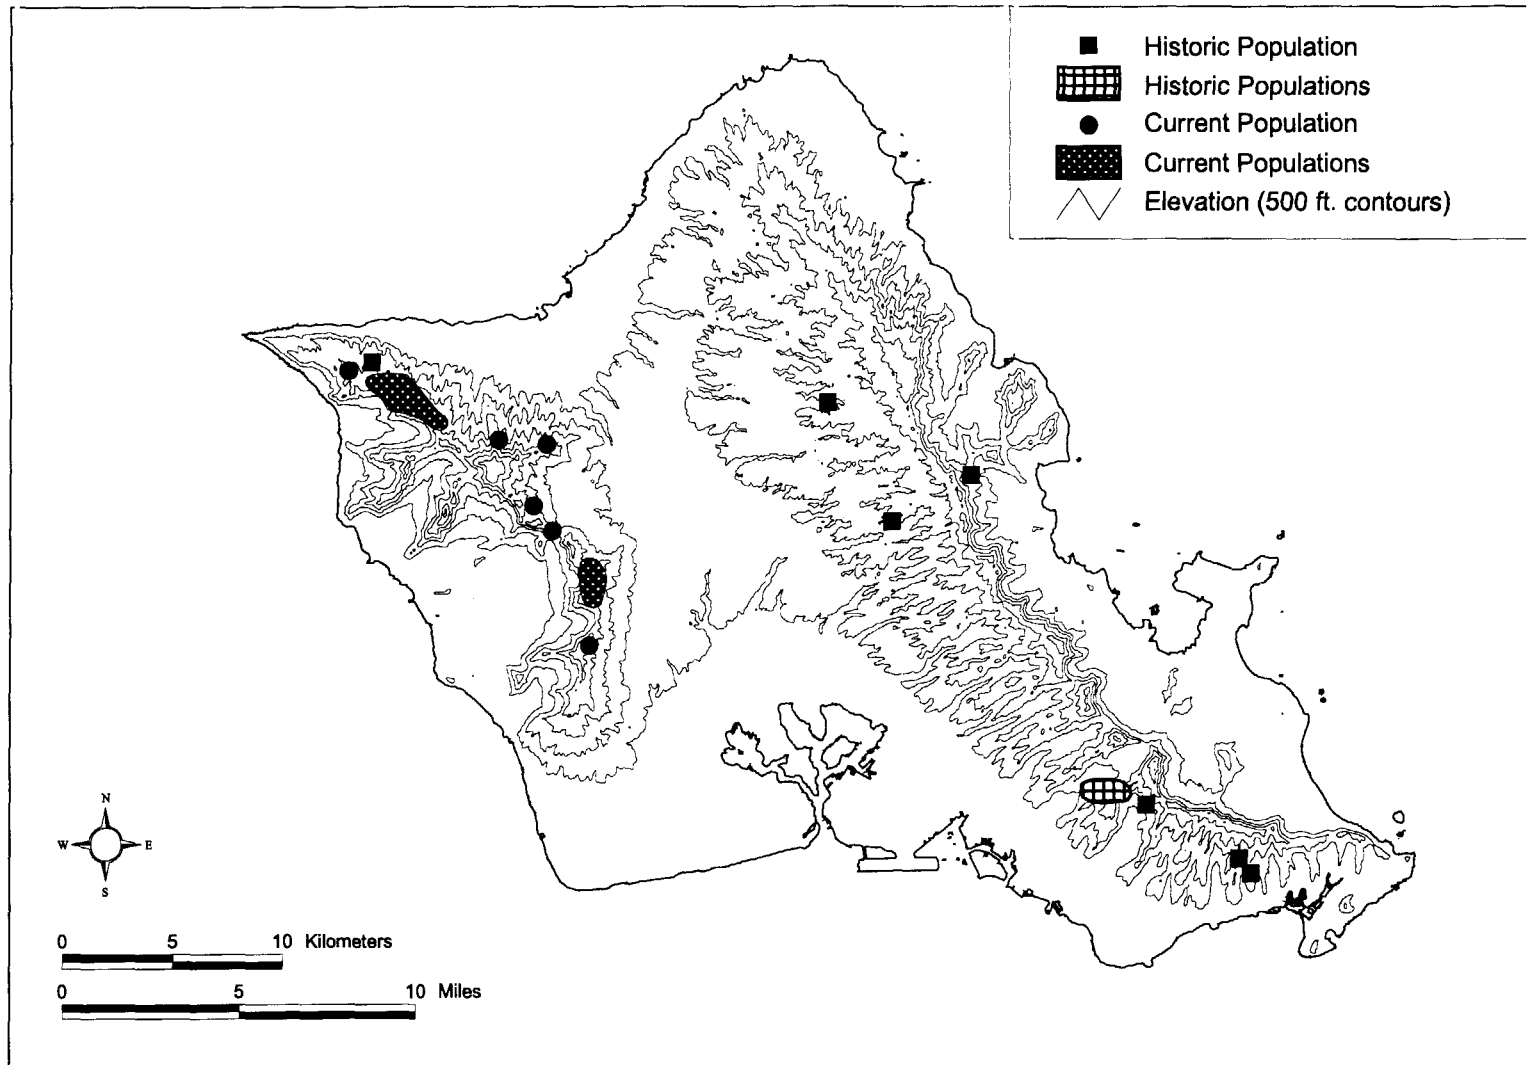 Historic Population
Historic Populations
Current Population
Current Populations
Elevation (500 ft. contours)
N
W E
S
0 5 10 Kilometers
0 5 10 Miles